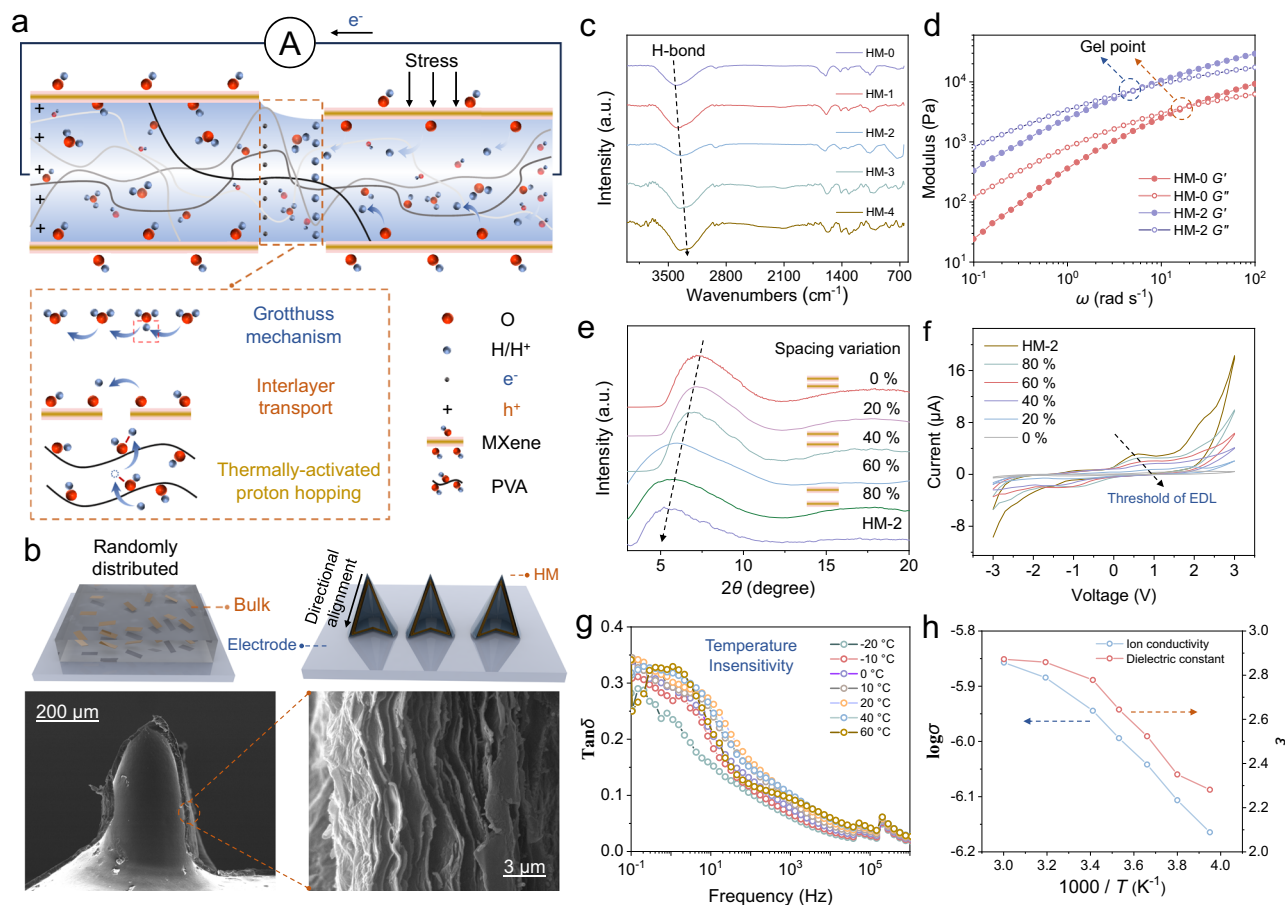 a
A
e-
Stress
+
+
+
+
Grotthuss
mechanism
Interlayer
transport
Thermally-activated
proton hopping
O
H/H⁺
e-
+ h⁺
MXene
PVA
b
Randomly
distributed
Bulk
Electrode
Directional
alignment
HM
200 µm
3 µm
c
H-bond
HM-0
HM-1
HM-2
HM-3
HM-4
Intensity (a.u.)
3500 2800 2100 1400 700
Wavenumbers (cm⁻¹)
d
Gel point
HM-0 G'
HM-0 G''
HM-2 G'
HM-2 G''
Modulus (Pa)
10⁵
10⁴
10³
10²
10¹
10⁻¹ 10⁰ 10¹ 10²
ω (rad s⁻¹)
e
Spacing variation
0 %
20 %
40 %
60 %
80 %
HM-2
Intensity (a.u.)
5 10 15 20
2θ (degree)
f
HM-2
80 %
60 %
40 %
20 %
0 %
Threshold of EDL
Current (µA)
16
8
0
-8
-3 -2 -1 0 1 2 3
Voltage (V)
g
Temperature
Insensitivity
-20 °C
-10 °C
0 °C
10 °C
20 °C
40 °C
60 °C
Tanδ
0.4
0.3
0.2
0.1
0.0
10⁻¹ 10¹ 10³ 10⁵
Frequency (Hz)
h
Ion conductivity
Dielectric constant
logσ
-5.8
-5.9
-6.0
-6.1
-6.2
3.0
2.8
2.6
2.4
2.2
2.0
ε
3.0 3.2 3.4 3.6 3.8 4.0
1000 / T (K⁻¹)